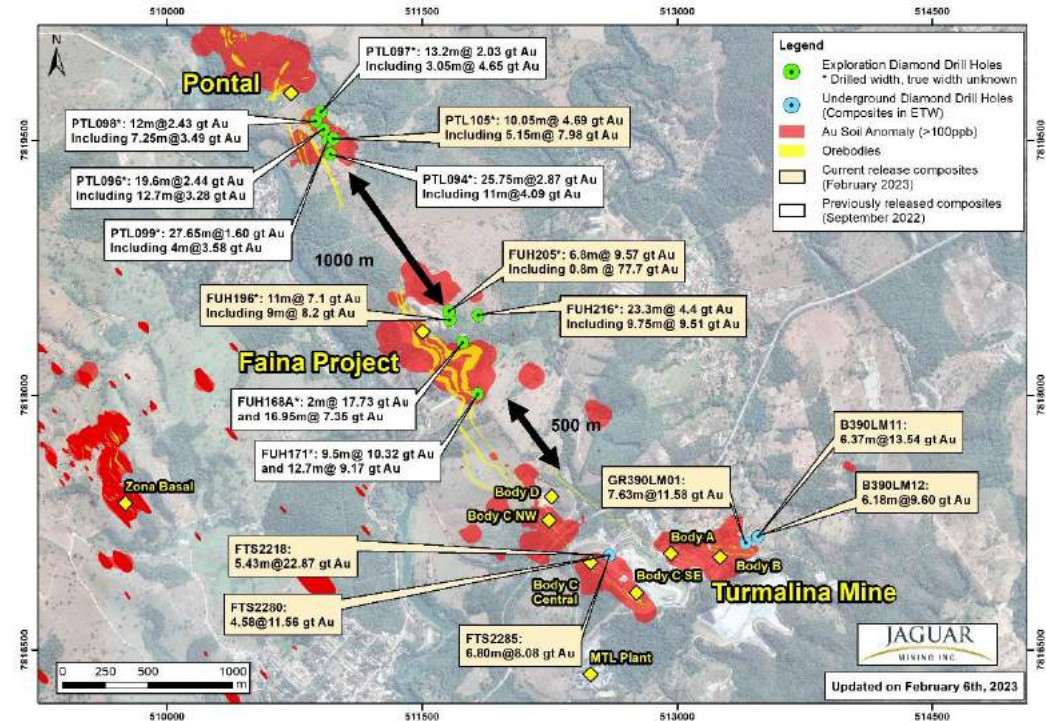 510000
511500
513000
514500
7819500
7818000
7816500
N
PTL097*: 13.2m@ 2.03 gt Au
Including 3.05m@ 4.65 gt Au
Pontal
PTL098*: 12m@2.43 gt Au
Including 7.25m@3.49 gt Au
PTL105*: 10.05m@ 4.69 gt Au
Including 5.15m@ 7.98 gt Au
PTL096*: 19.6m@2.44 gt Au
Including 12.7m@3.28 gt Au
PTL094*: 25.75m@2.87 gt Au
Including 11m@4.09 gt Au
PTL099*: 27.65m@1.60 gt Au
Including 4m@3.58 gt Au
1000 m
Legend
Exploration Diamond Drill Holes
* Drilled width, true width unknown
Underground Diamond Drill Holes
(Composites in ETW)
Au Soil Anomaly (>100ppb)
Orebodies
Current release composites
(February 2023)
Previously released composites
(September 2022)
FUH205*: 6.8m@ 9.57 gt Au
Including 0.8m @ 77.7 gt Au
FUH196*: 11m@ 7.1 gt Au
Including 9m@ 8.2 gt Au
FUH216*: 23.3m@ 4.4 gt Au
Including 9.75m@ 9.51 gt Au
Faina Project
FUH168A*: 2m@ 17.73 gt Au
and 16.95m@ 7.35 gt Au
FUH171*: 9.5m@ 10.32 gt Au
and 12.7m@ 9.17 gt Au
500 m
B390LM11:
6.37m@13.54 gt Au
GR390LM01:
7.63m@11.58 gt Au
B390LM12:
6.18m@9.60 gt Au
Zona Basal
Body D
Body C NW
FTS2218:
5.43m@22.87 gt Au
Body A
Body B
Body C SE
Body C
Central
Turmalina Mine
FTS2280:
4.58@11.56 gt Au
FTS2285:
6.80m@8.08 gt Au
MTL Plant
JAGUAR
MINING INC.
Updated on February 6th, 2023
0 250 500 1000
m
510000
511500
513000
514500
7819500
7818000
7816500